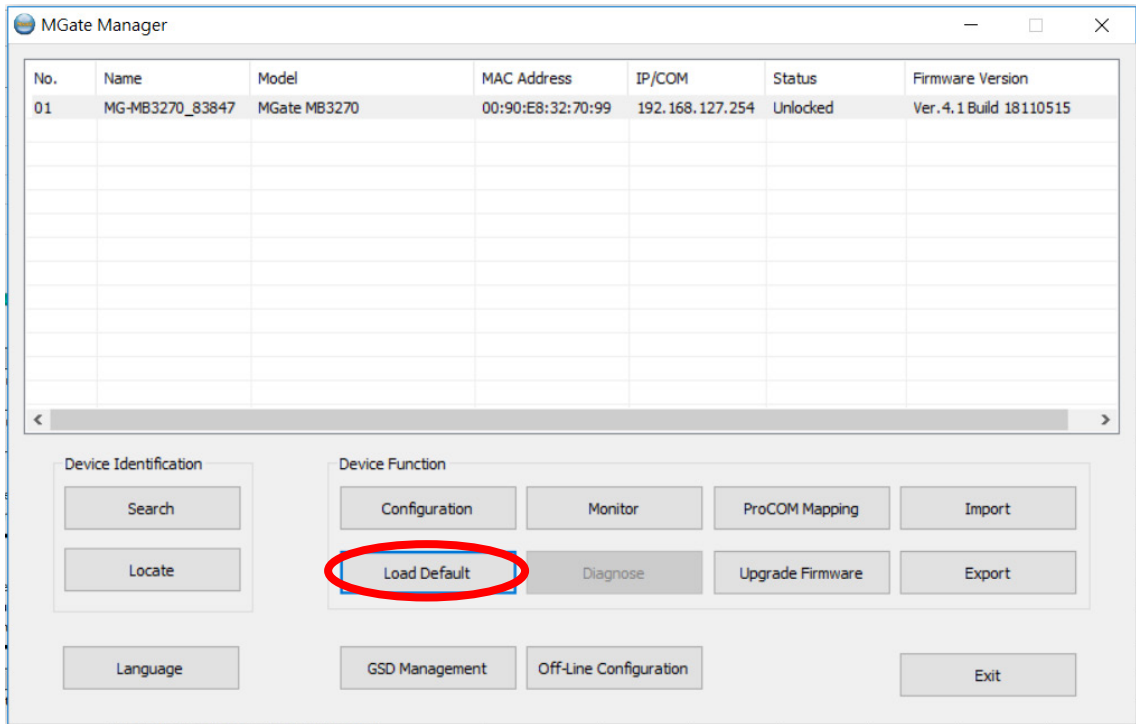 MGate Manager
No. Name Model MAC Address IP/COM Status Firmware Version
01 MG-MB3270_83847 MGate MB3270 00:90:E8:32:70:99 192.168.127.254 Unlocked Ver.4.1 Build 18110515
Device Identification Device Function
Search Configuration Monitor ProCOM Mapping Import
Locate Load Default Diagnose Upgrade Firmware Export
Language GSD Management Off-Line Configuration Exit